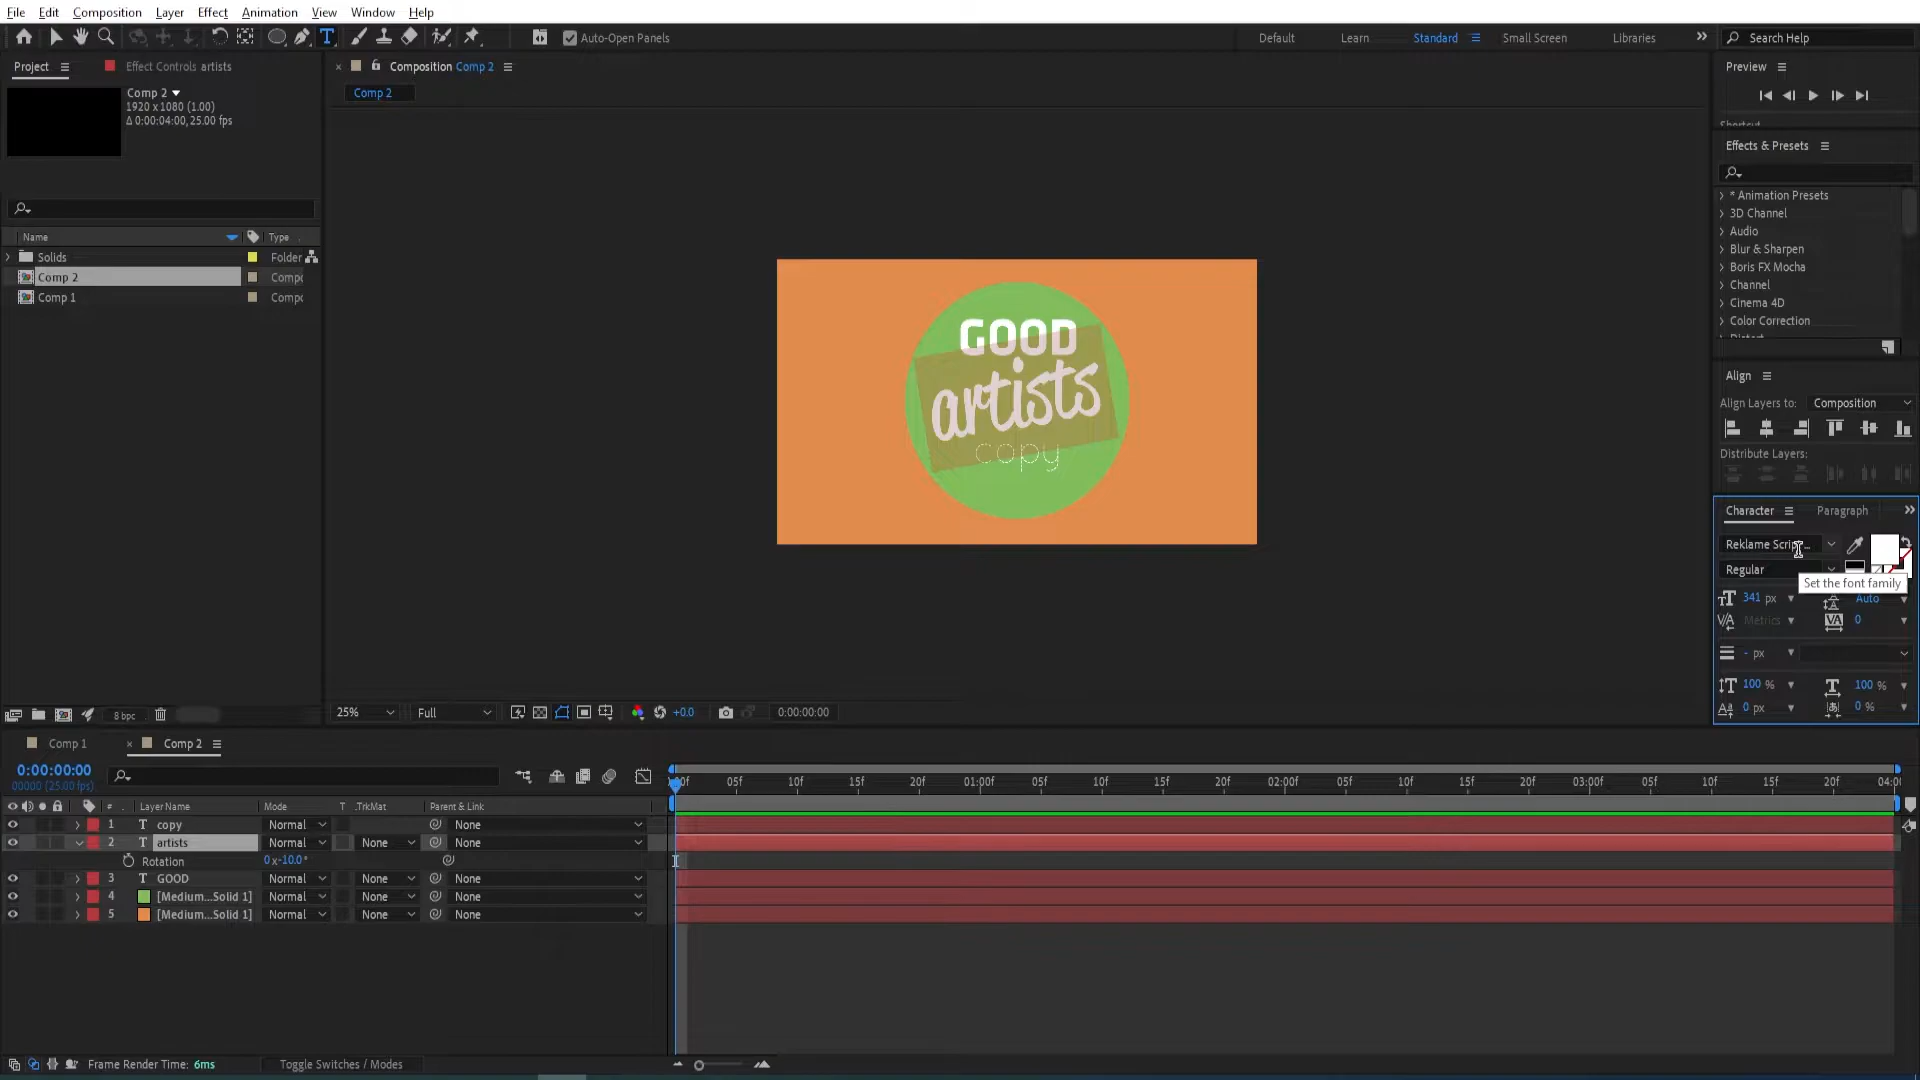 File Edit Composition Layer Effect Animation View Window Help
Auto-Open Panels Default Learn Standard Small Screen Libraries Search Help
Project Effect Controls artists
Composition Comp 2
Comp 2
Comp 2
1920 x 1080 (1.00)
Δ 0:00:04:00, 25.00 fps
Name Type
Solids Folder
Comp 2 Compc
Comp 1 Compc
8 bpc
GOOD
artists
copy
25% Full +0.0 0:00:00:00
Preview
Effects & Presets
* Animation Presets
3D Channel
Audio
Blur & Sharpen
Boris FX Mocha
Channel
Cinema 4D
Color Correction
Align
Align Layers to: Composition
Distribute Layers:
Character Paragraph
Regular
Set the font family
341 px Auto
Metrics 0
- px
100 % 100 %
0 px 0 %
Comp 1 Comp 2
0:00:00:00
00000 (25.00 fps)
# Layer Name Mode T .TrkMat Parent & Link
1 T copy Normal None
2 T artists Normal None None
Rotation 0x-10.0°
3 T GOOD Normal None None
4 [Medium...Solid 1] Normal None None
5 [Medium...Solid 1] Normal None None
05f 10f 15f 20f 01:00f 05f 10f 15f 20f 02:00f 05f 10f 15f 20f 03:00f 05f 10f 15f 20f
Frame Render Time: 6ms Toggle Switches / Modes